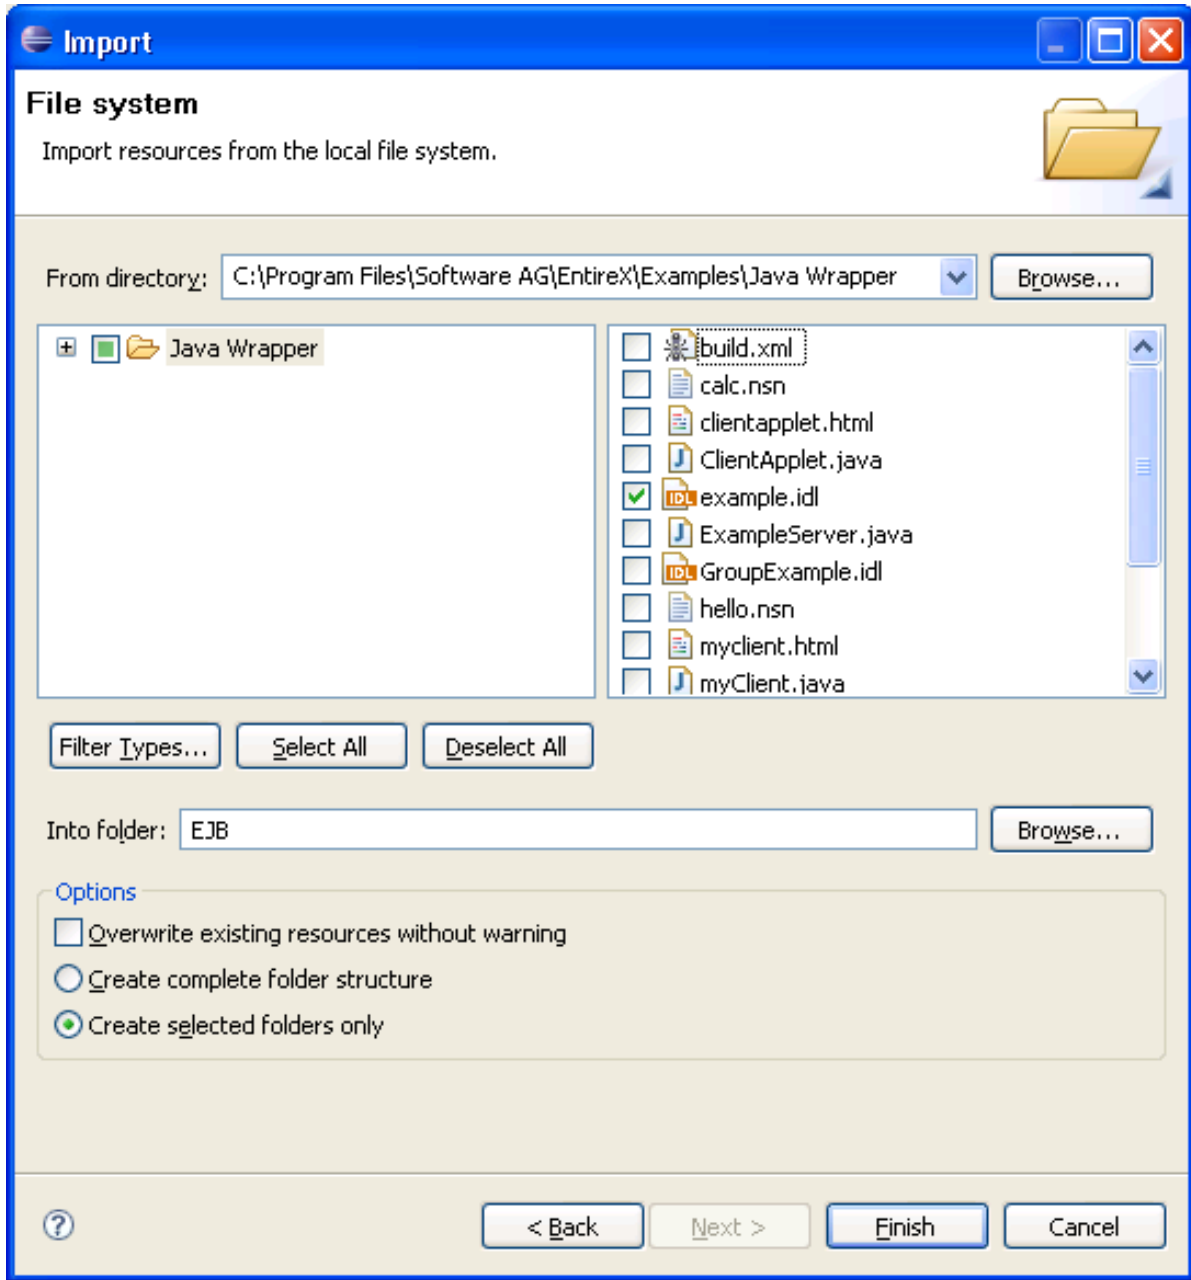 Import
File system
Import resources from the local file system.
From directory: C:\Program Files\Software AG\EntireX\Examples\Java Wrapper Browse...
Java Wrapper
build.xml
calc.nsn
clientapplet.html
ClientApplet.java
IDL example.idl
ExampleServer.java
IDL GroupExample.idl
hello.nsn
myclient.html
myClient.java
Filter Types... Select All Deselect All
Into folder: EJB Browse...
Options
Overwrite existing resources without warning
Create complete folder structure
Create selected folders only
? < Back Next > Finish Cancel